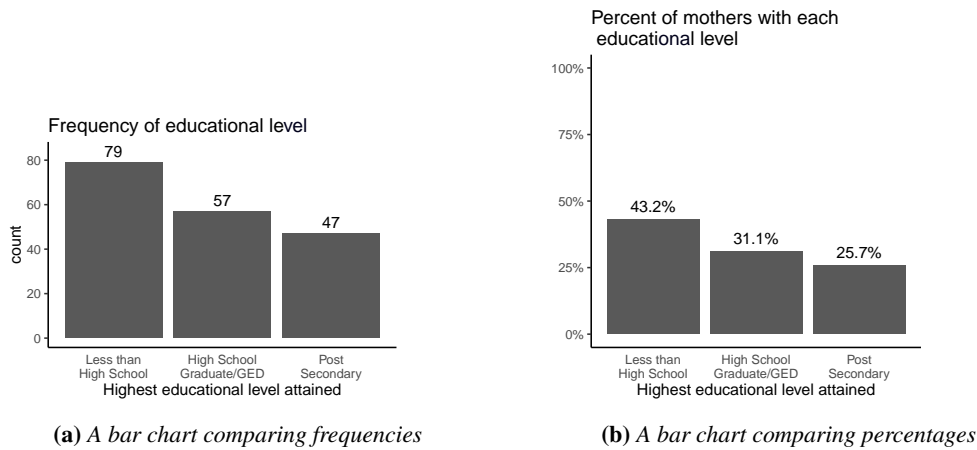 Frequency of educational level
79
57
47
80
60
40
20
0
count
Less than
High School
High School
Graduate/GED
Post
Secondary
Highest educational level attained
(a) A bar chart comparing frequencies
Percent of mothers with each
educational level
100%
75%
50%
25%
0%
43.2%
31.1%
25.7%
Less than
High School
High School
Graduate/GED
Post
Secondary
Highest educational level attained
(b) A bar chart comparing percentages